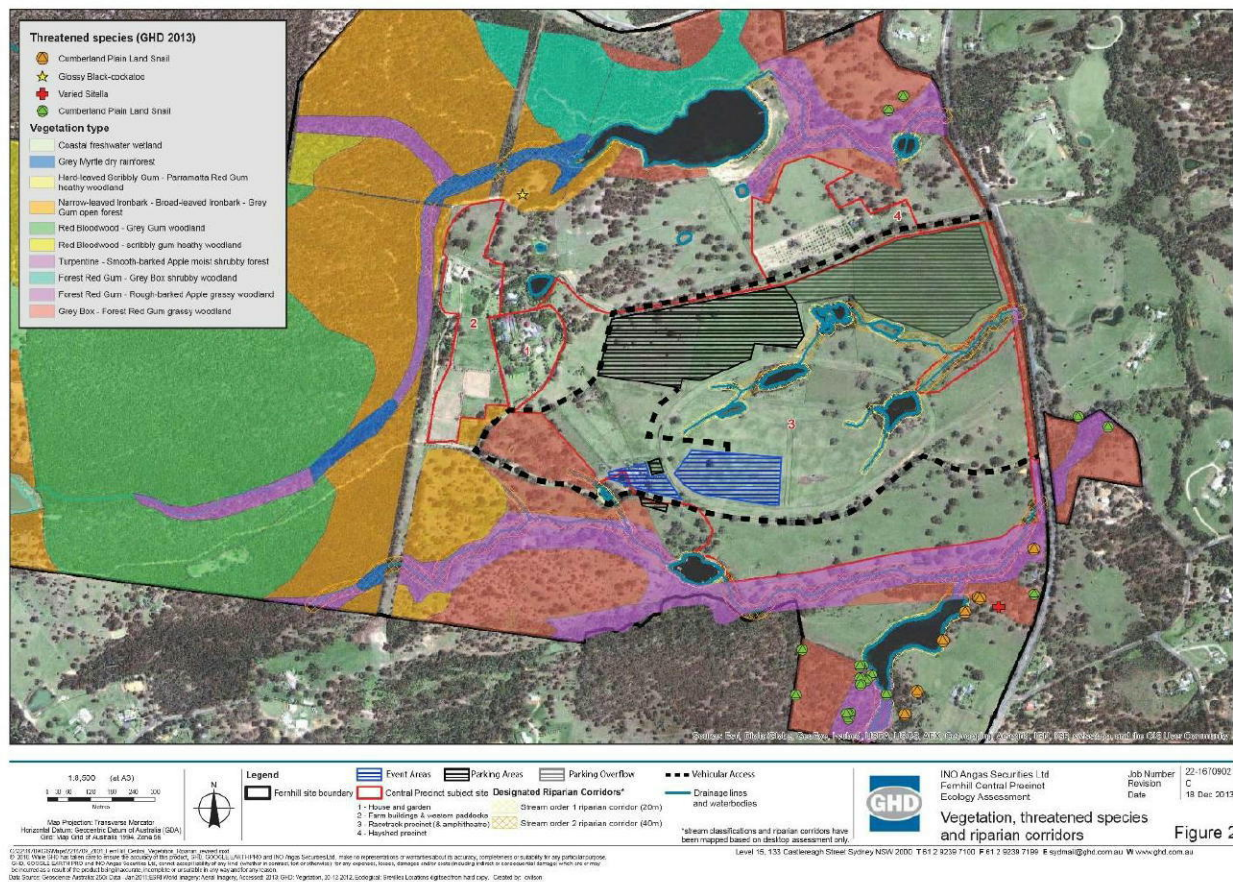 Threatened species (GHD 2013)
Cumberland Plain Land Snail
Glossy Black-cockatoo
Varied Sitella
Cumberland Plain Land Snail
Vegetation type
Coastal freshwater wetland
Grey Myrtle dry rainforest
Hard-leaved Scribbly Gum - Parramatta Red Gum
heathy woodland
Narrow-leaved Ironbark - Broad-leaved Ironbark - Grey
Gum open forest
Red Bloodwood - Grey Gum woodland
Red Bloodwood - scribbly gum heathy woodland
Turpentine - Smooth-barked Apple moist shrubby forest
Forest Red Gum - Grey Box shrubby woodland
Forest Red Gum - Rough-barked Apple grassy woodland
Grey Box - Forest Red Gum grassy woodland
4
2
1
3
1:8,500 (at A3)
Metres
Map Projection: Transverse Mercator
Horizontal Datum: Geocentric Datum of Australia (GDA)
Grid: Map Grid of Australia 1994, Zone 56
N
Legend
Fernhill site boundary
Event Areas
Central Precinct subject site
1 - House and garden
2 - Farm buildings & western paddocks
3 - Racetrack precinct (& amphitheatre)
4 - Hayshed precinct
Parking Areas
Parking Overflow
Designated Riparian Corridors*
Stream order 1 riparian corridor (20m)
Stream order 2 riparian corridor (40m)
Vehicular Access
Drainage lines
and waterbodies
*stream classifications and riparian corridors have
been mapped based on desktop assessment only.
GHD
INO Angas Securities Ltd
Fernhill Central Precinct
Ecology Assessment
Job Number 22-1670902
Revision C
Date 18 Dec 2013
Vegetation, threatened species
and riparian corridors
Figure 2
Level 15, 133 Castlereagh Street Sydney NSW 2000 T 61 2 9239 7100 F 61 2 9239 7199 E sydmail@ghd.com.au W www.ghd.com.au